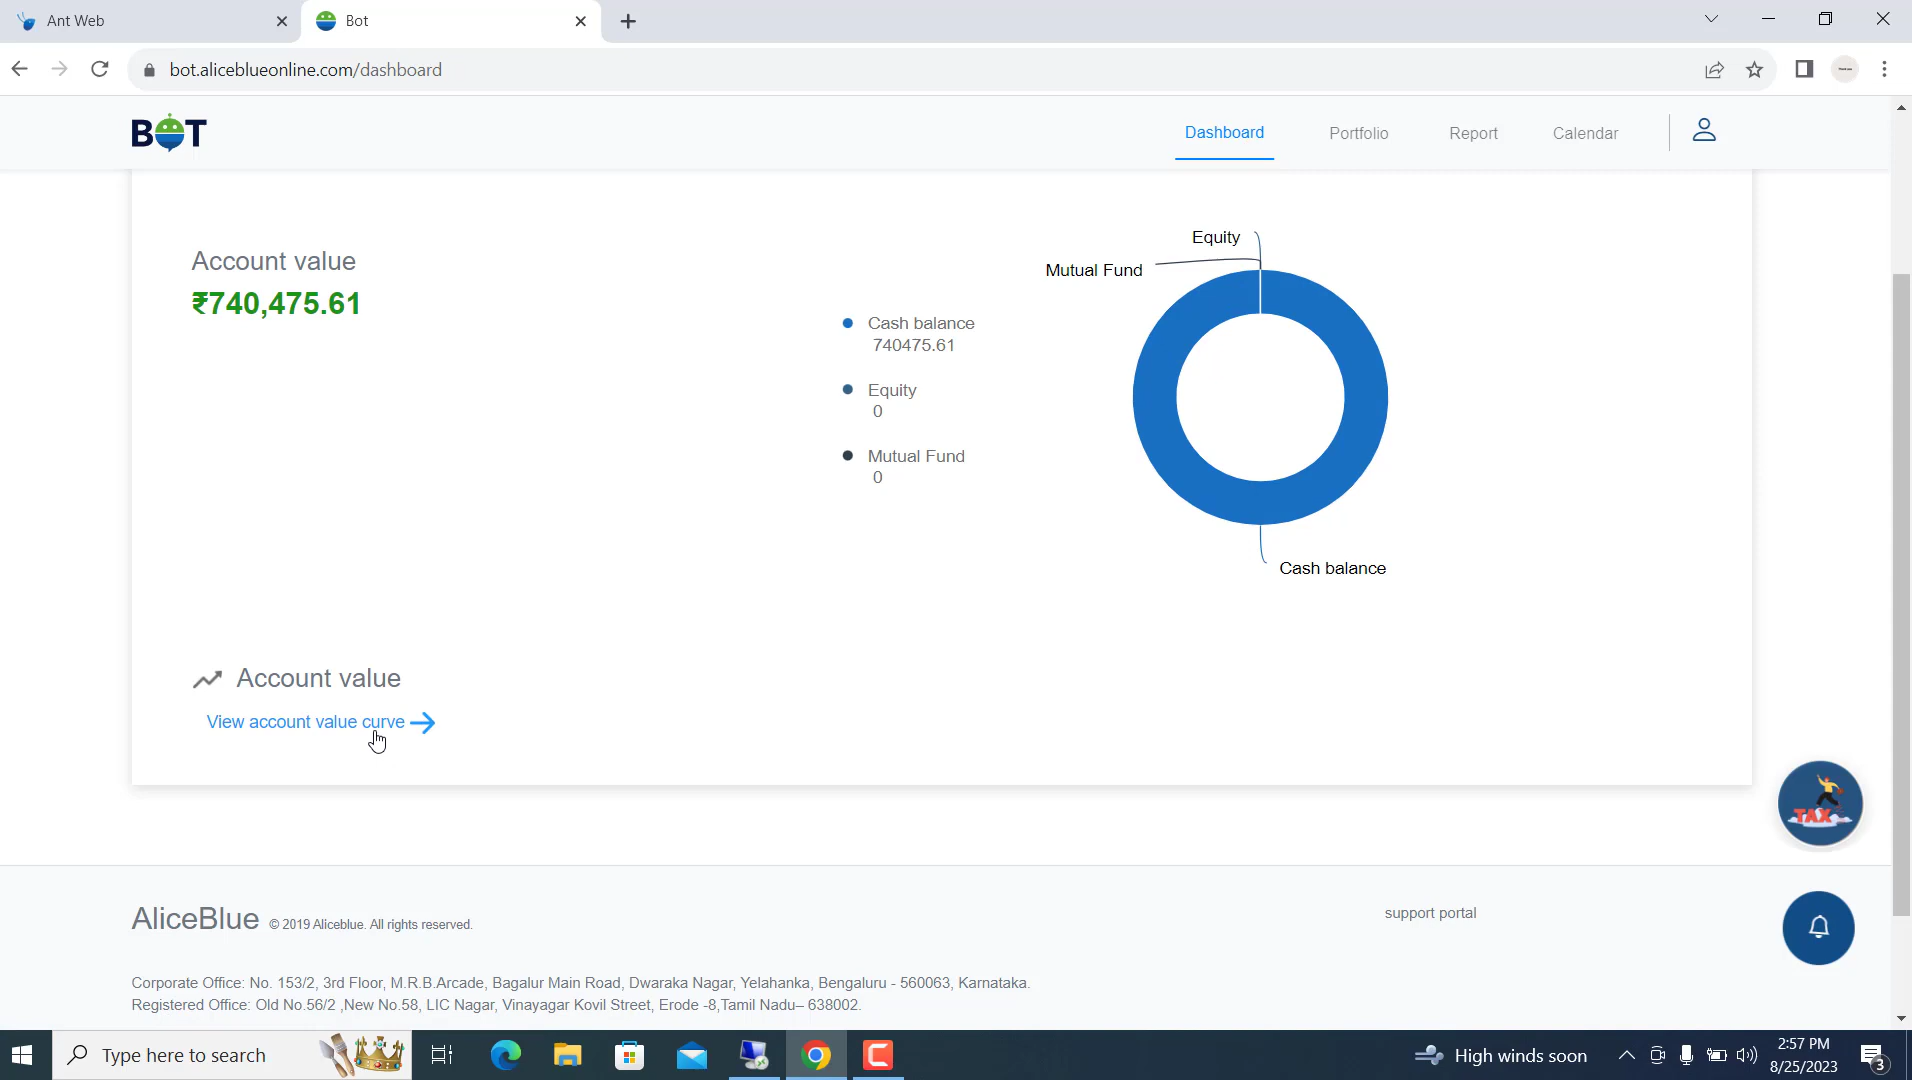 Ant Web
Bot
bot.aliceblueonline.com/dashboard
BOT
Dashboard
Portfolio
Report
Calendar
Account value
₹740,475.61
Cash balance
740475.61
Equity
0
Mutual Fund
0
Equity
Mutual Fund
Cash balance
Account value
View account value curve
TAX
AliceBlue © 2019 Aliceblue. All rights reserved.
support portal
Corporate Office: No. 153/2, 3rd Floor, M.R.B.Arcade, Bagalur Main Road, Dwaraka Nagar, Yelahanka, Bengaluru - 560063, Karnataka.
Registered Office: Old No.56/2 ,New No.58, LIC Nagar, Vinayagar Kovil Street, Erode -8,Tamil Nadu– 638002.
Type here to search
High winds soon
2:57 PM
8/25/2023
3